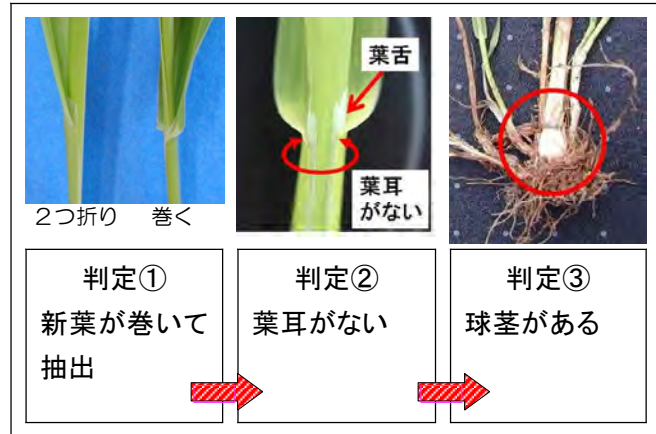 葉舌
葉耳
がない
2つ折り 巻く
判定①
新葉が巻いて
抽出
判定②
葉耳がない
判定③
球茎がある